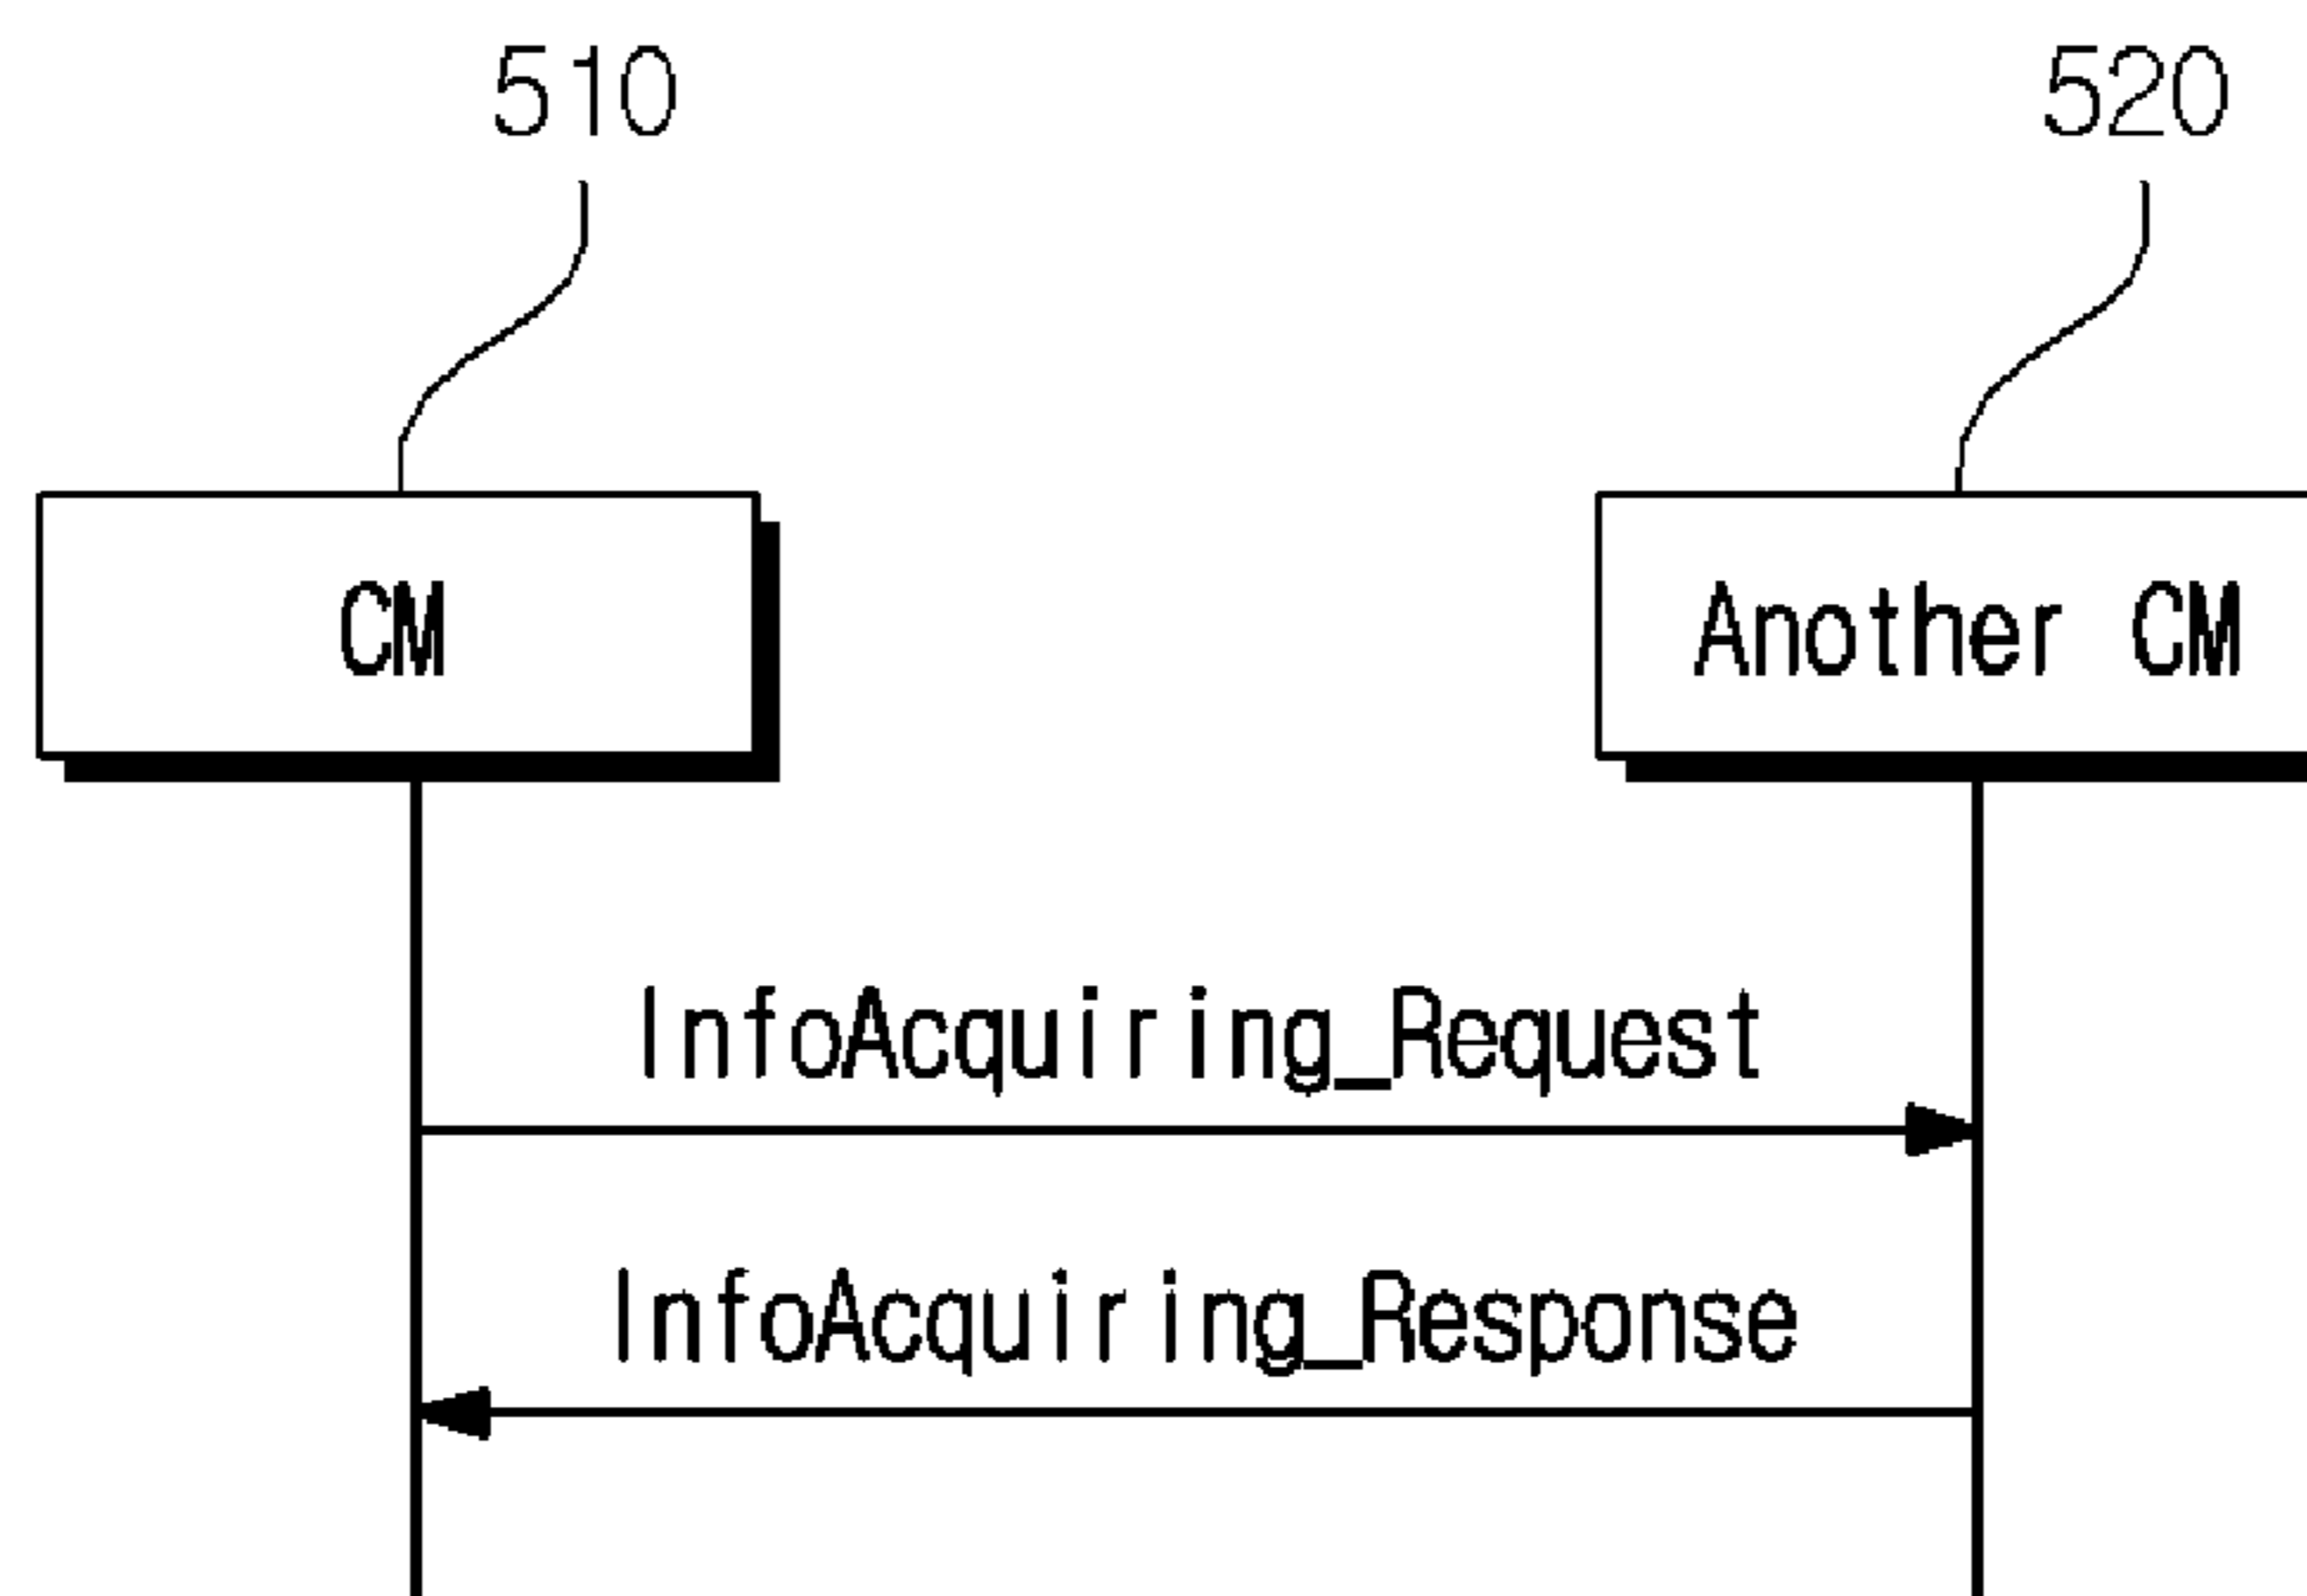 510
520
CM
Another CM
InfoAcquiring_Request
InfoAcquiring_Response